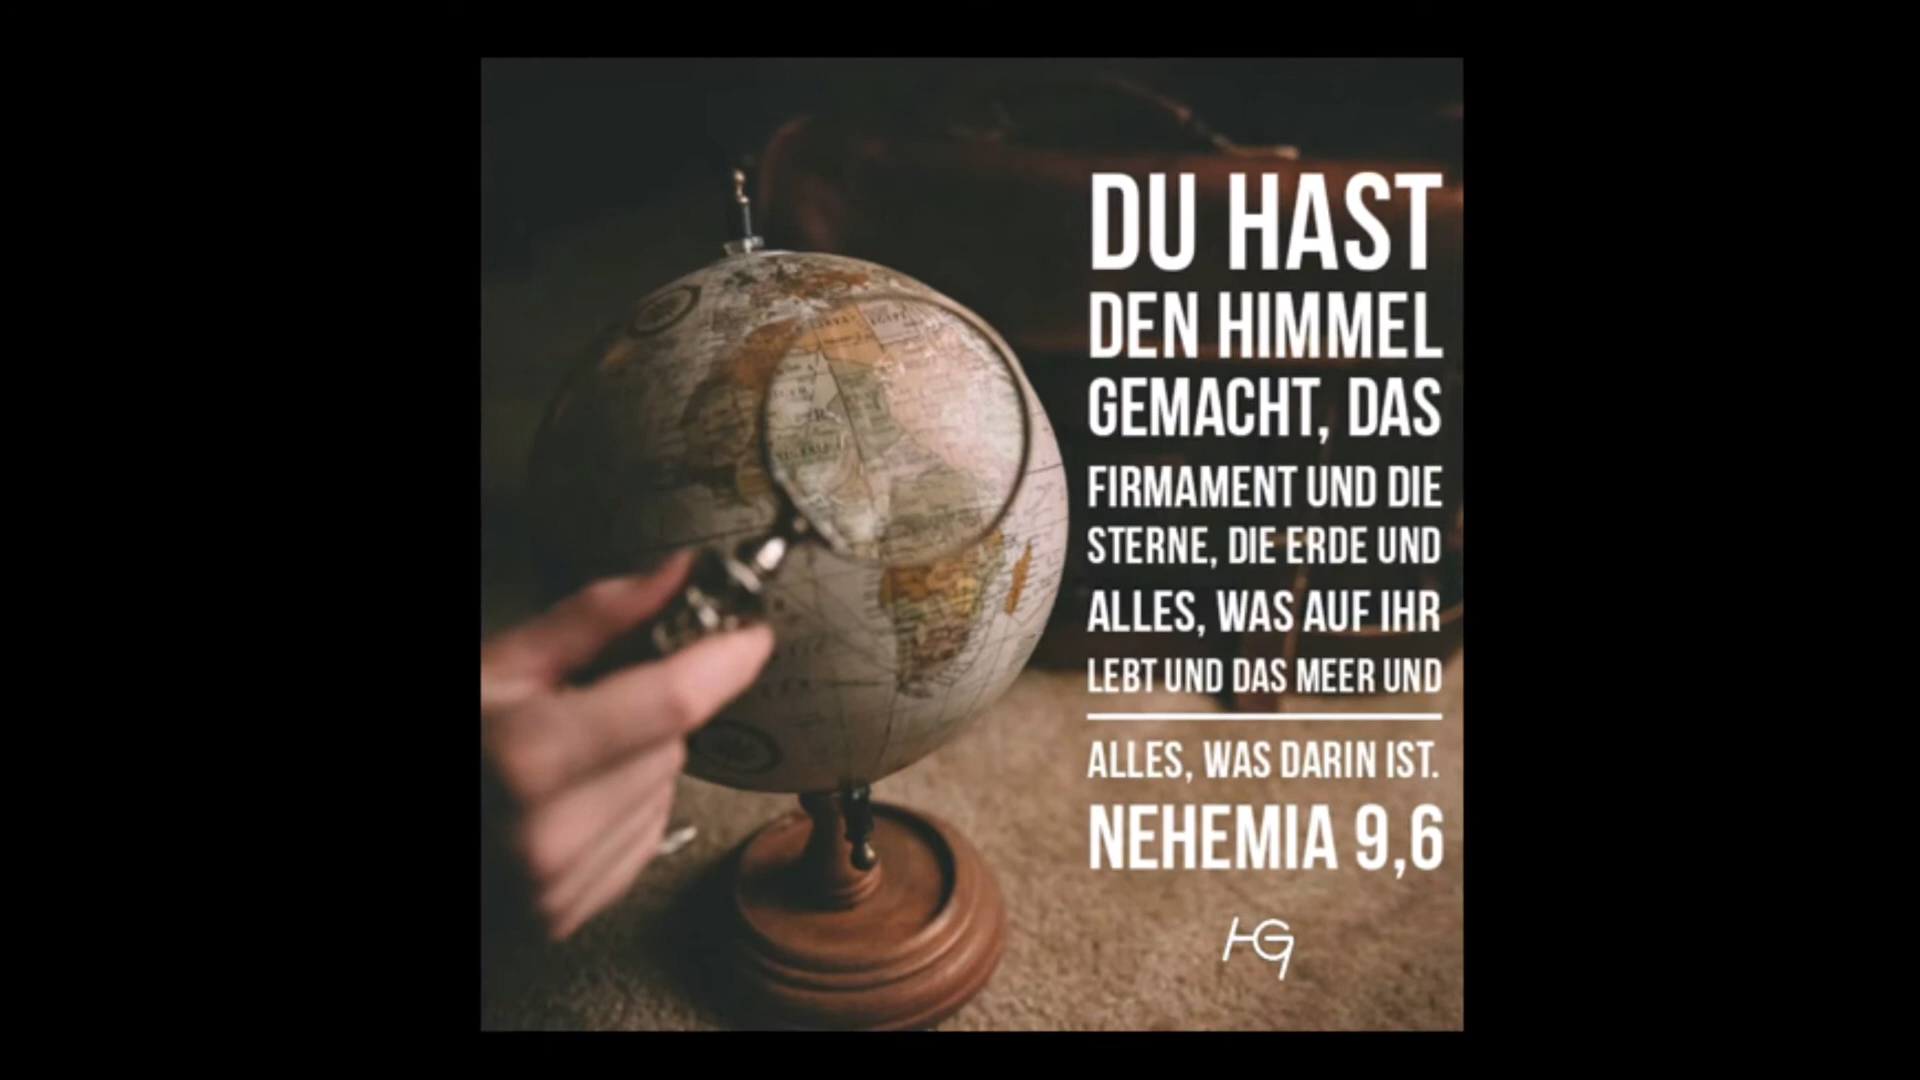 DU HAST
DEN HIMMEL
GEMACHT, DAS
FIRMAMENT UND DIE
STERNE, DIE ERDE UND
ALLES, WAS AUF IHR
LEBT UND DAS MEER UND
ALLES, WAS DARIN IST.
NEHEMIA 9,6
HG